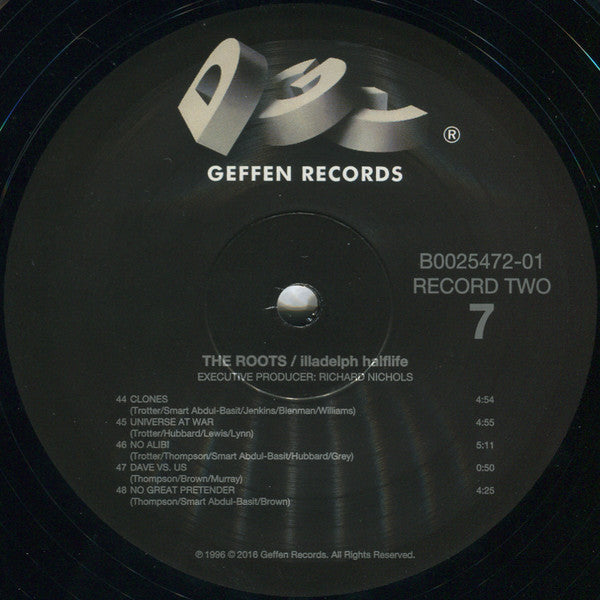 ®
GEFFEN RECORDS
B0025472-01
RECORD TWO
7
THE ROOTS / illadelph halflife
EXECUTIVE PRODUCER: RICHARD NICHOLS
44 CLONES 4:54
(Trotter/Smart Abdul-Basit/Jenkins/Blenman/Williams)
45 UNIVERSE AT WAR 4:55
(Trotter/Hubbard/Lewis/Lynn)
46 NO ALIBI 5:11
(Trotter/Thompson/Smart Abdul-Basit/Hubbard/Grey)
47 DAVE VS. US 0:50
(Thompson/Brown/Murray)
48 NO GREAT PRETENDER 4:25
(Thompson/Smart Abdul-Basit/Brown)
℗ 1996 © 2016 Geffen Records. All Rights Reserved.